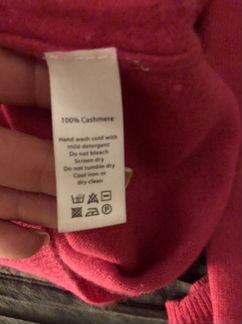 100% Cashmere
Hand wash cold with
mild detergent
Do not bleach
Screen dry
Do not tumble dry
Cool iron or
dry clean